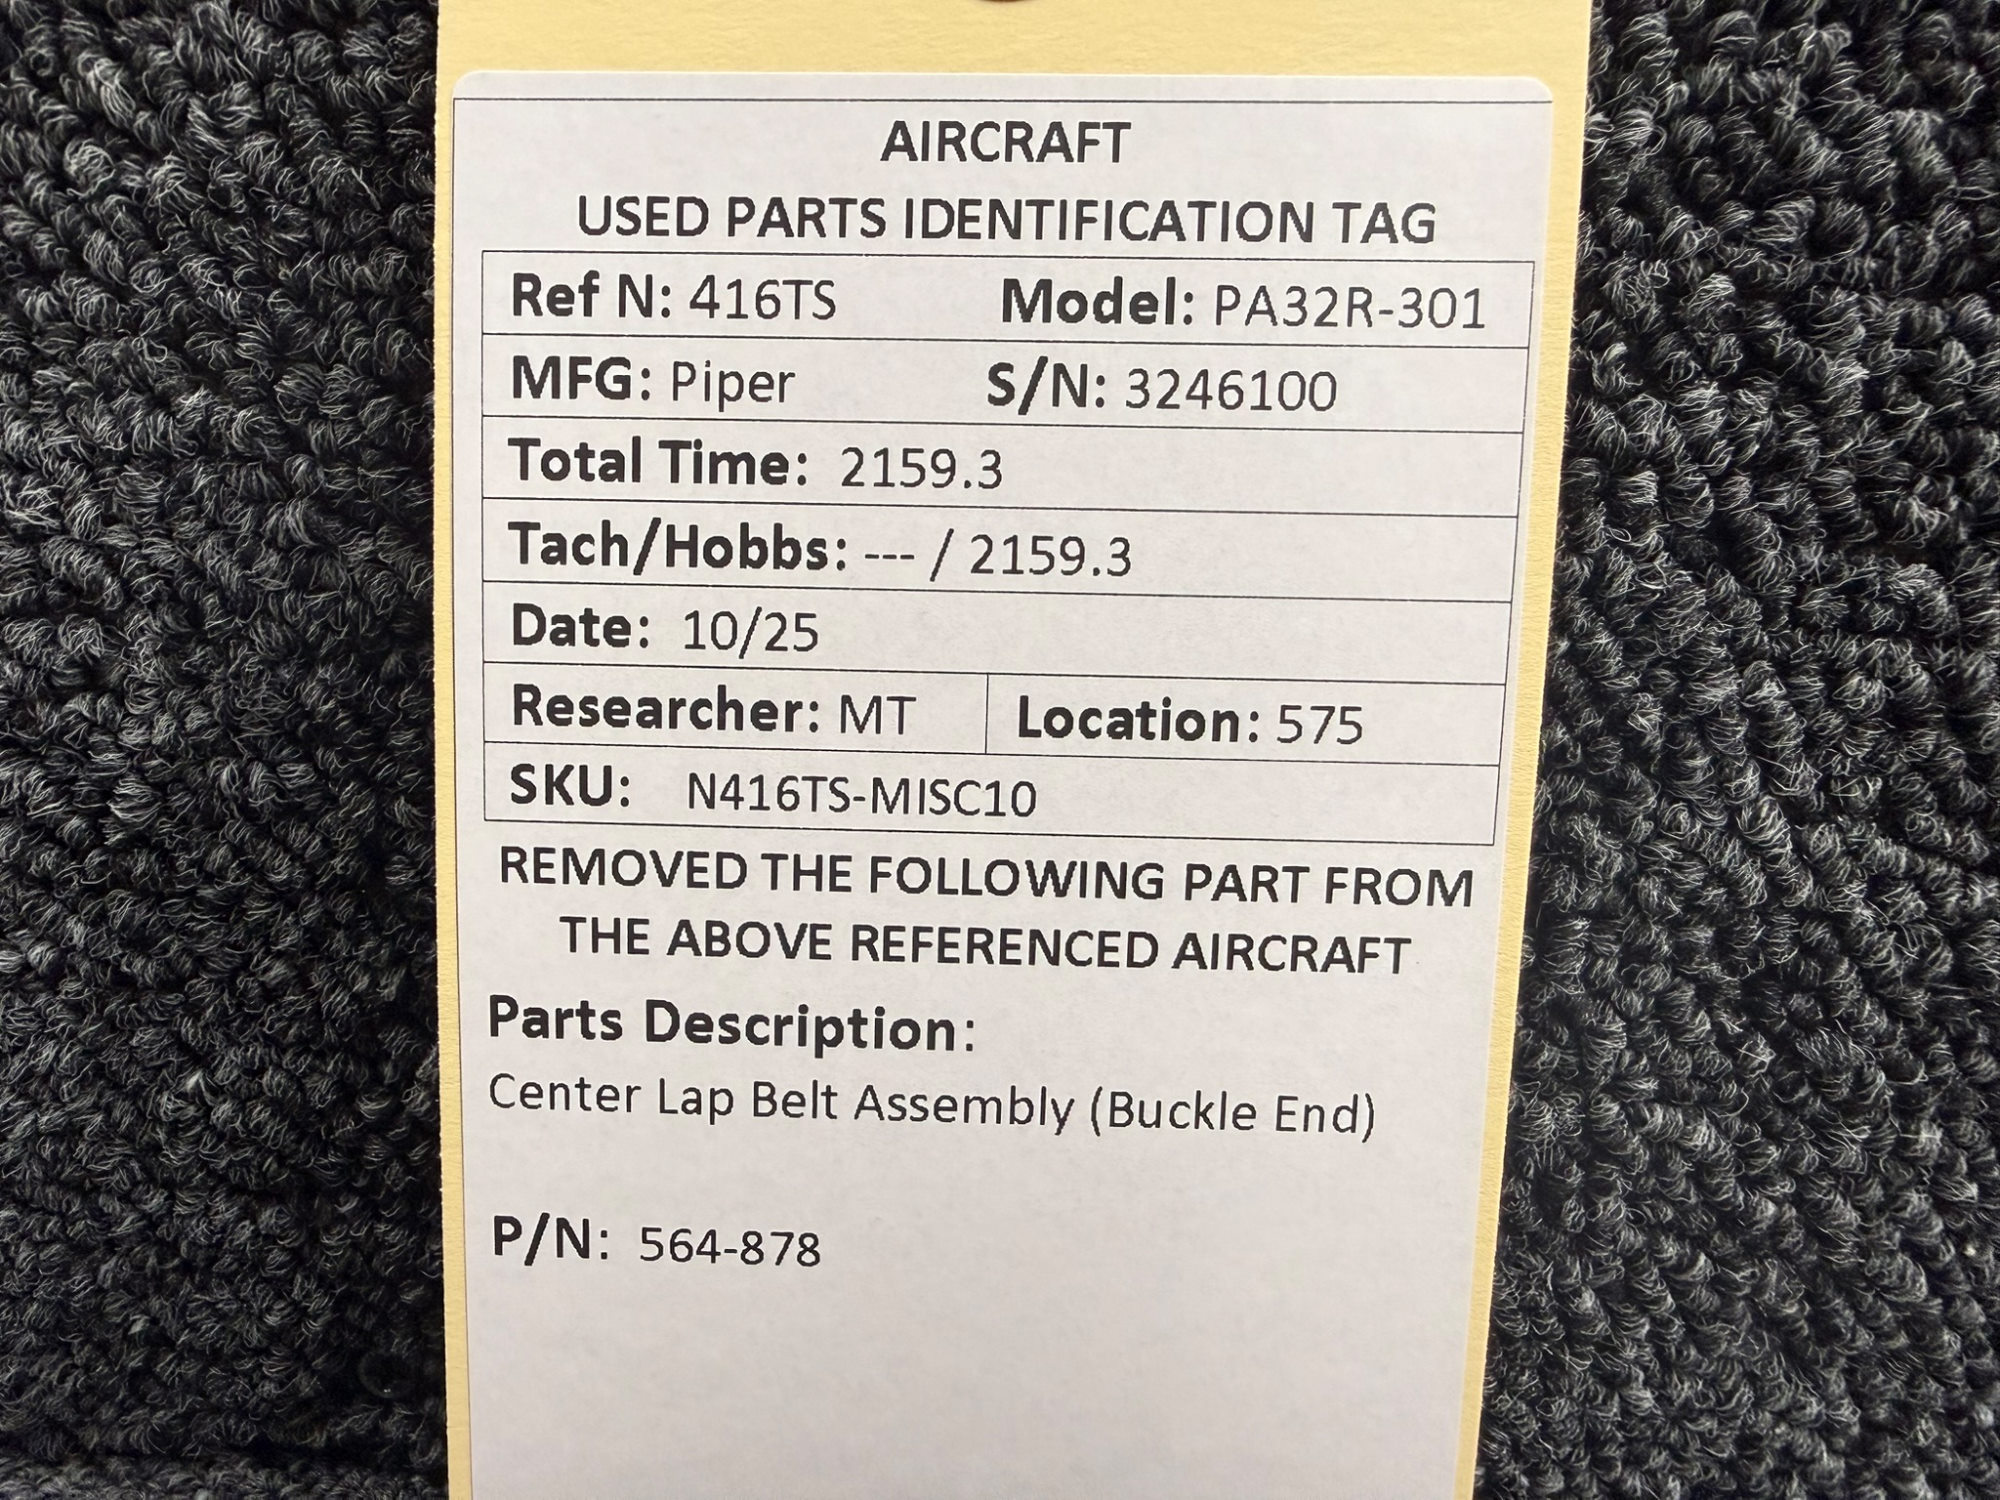 AIRCRAFT
USED PARTS IDENTIFICATION TAG
Ref N: 416TS Model: PA32R-301
MFG: Piper S/N: 3246100
Total Time: 2159.3
Tach/Hobbs: --- / 2159.3
Date: 10/25
Researcher: MT Location: 575
SKU: N416TS-MISC10
REMOVED THE FOLLOWING PART FROM
THE ABOVE REFERENCED AIRCRAFT
Parts Description:
Center Lap Belt Assembly (Buckle End)
P/N: 564-878